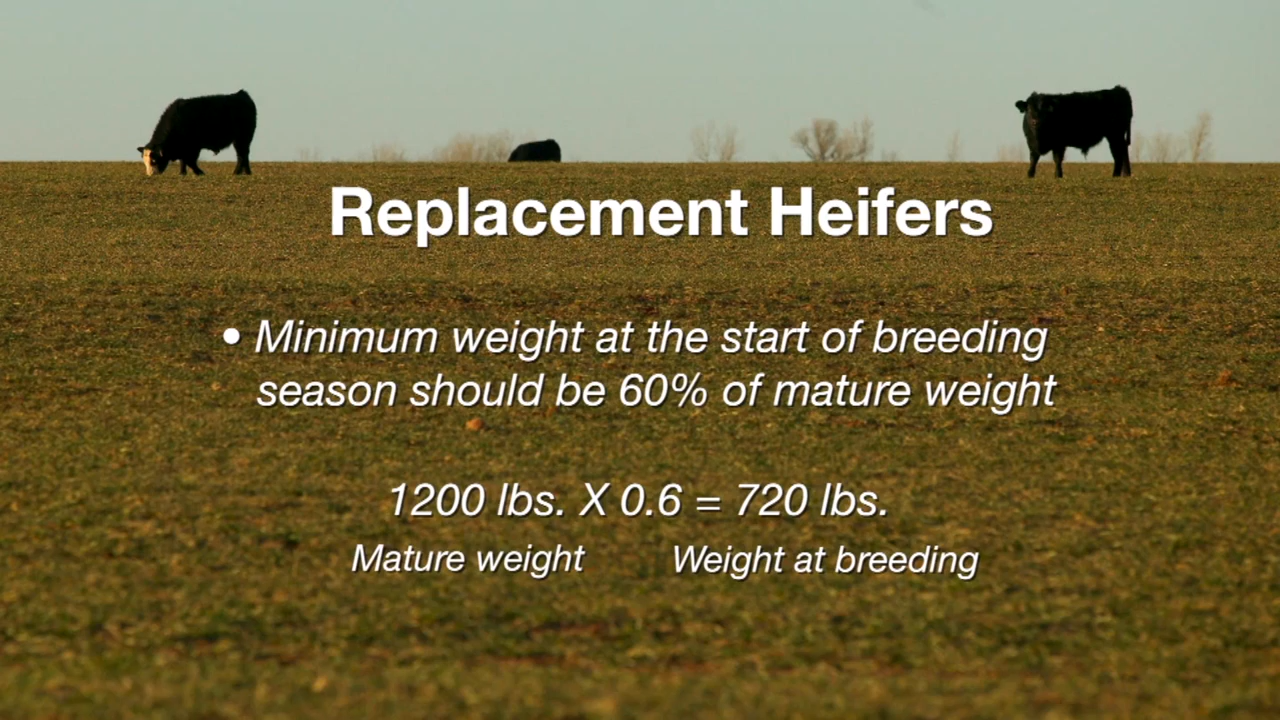 Replacement Heifers
• Minimum weight at the start of breeding
season should be 60% of mature weight
1200 lbs. X 0.6 = 720 lbs.
Mature weight Weight at breeding